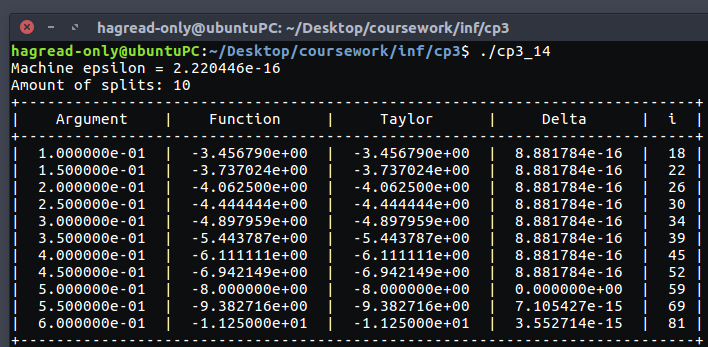 hagread-only@ubuntuPC: ~/Desktop/coursework/inf/cp3
hagread-only@ubuntuPC:~/Desktop/coursework/inf/cp3$ ./cp3_14
Machine epsilon = 2.220446e-16
Amount of splits: 10
+-----------------------------------------------------------------------------+
|    Argument    |    Function     |     Taylor      |     Delta      |  i  |
+-----------------------------------------------------------------------------+
|  1.000000e-01  |  -3.456790e+00  |  -3.456790e+00  |  8.881784e-16  |  18 |
|  1.500000e-01  |  -3.737024e+00  |  -3.737024e+00  |  8.881784e-16  |  22 |
|  2.000000e-01  |  -4.062500e+00  |  -4.062500e+00  |  8.881784e-16  |  26 |
|  2.500000e-01  |  -4.444444e+00  |  -4.444444e+00  |  8.881784e-16  |  30 |
|  3.000000e-01  |  -4.897959e+00  |  -4.897959e+00  |  8.881784e-16  |  34 |
|  3.500000e-01  |  -5.443787e+00  |  -5.443787e+00  |  8.881784e-16  |  39 |
|  4.000000e-01  |  -6.111111e+00  |  -6.111111e+00  |  8.881784e-16  |  45 |
|  4.500000e-01  |  -6.942149e+00  |  -6.942149e+00  |  8.881784e-16  |  52 |
|  5.000000e-01  |  -8.000000e+00  |  -8.000000e+00  |  0.000000e+00  |  59 |
|  5.500000e-01  |  -9.382716e+00  |  -9.382716e+00  |  7.105427e-15  |  69 |
|  6.000000e-01  |  -1.125000e+01  |  -1.125000e+01  |  3.552714e-15  |  81 |
+-----------------------------------------------------------------------------+